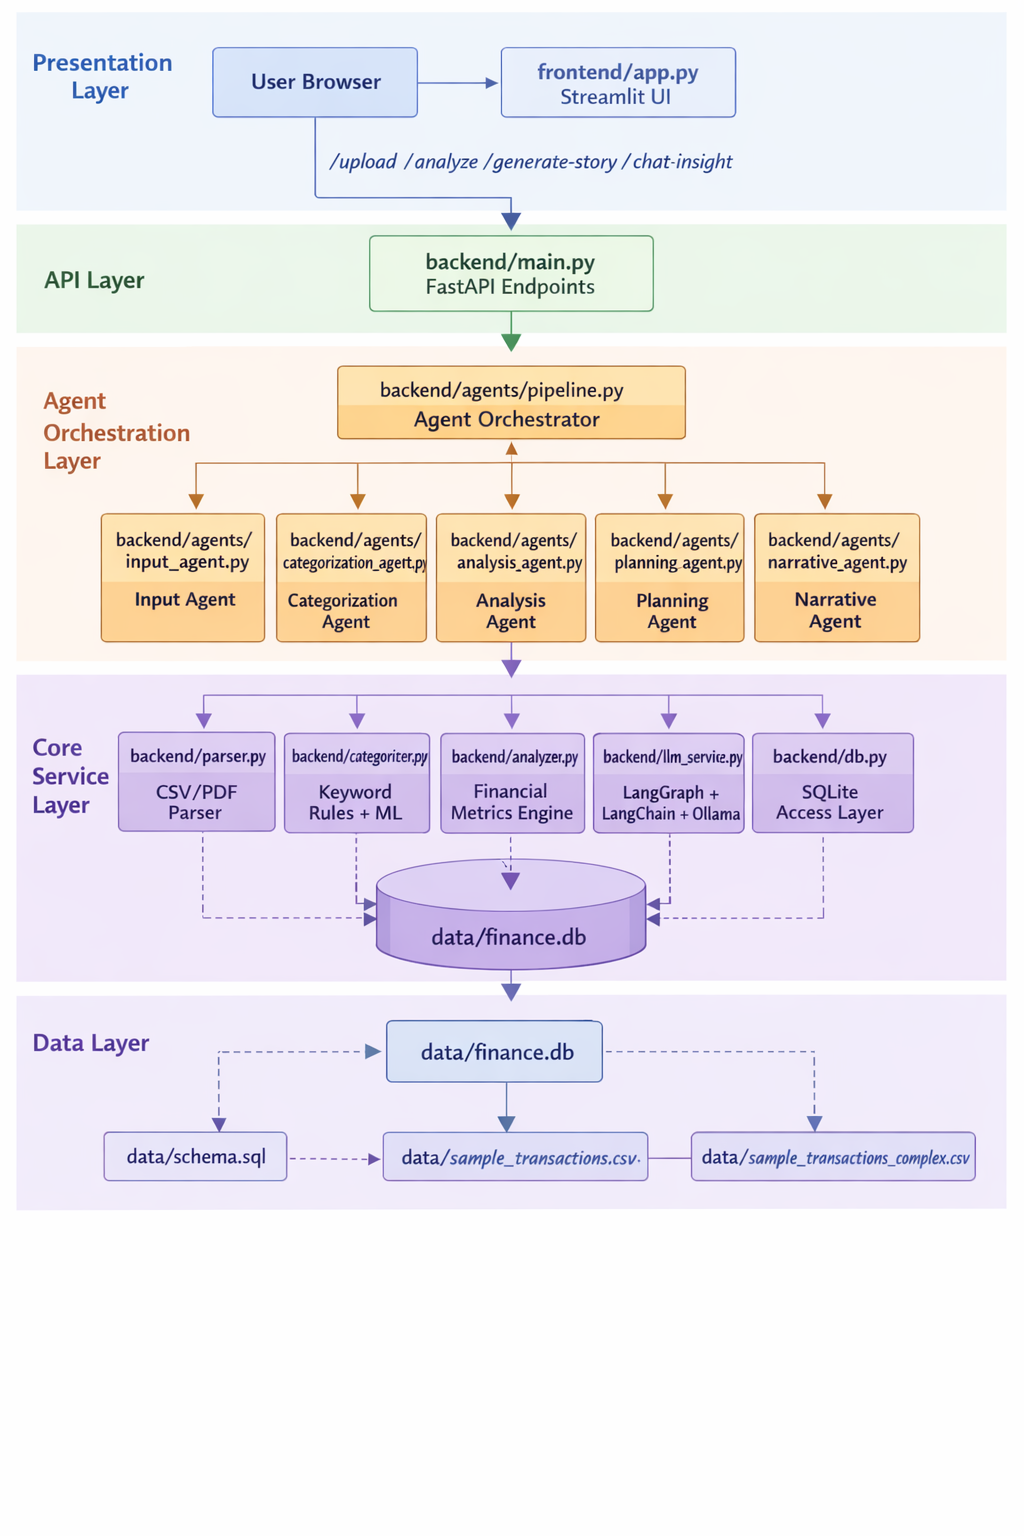 Presentation
Layer
User Browser
frontend/app.py
Streamlit UI
/upload /analyze /generate-story /chat-insight
API Layer
backend/main.py
FastAPI Endpoints
Agent
Orchestration
Layer
backend/agents/pipeline.py
Agent Orchestrator
backend/agents/
input_agent.py
Input Agent
backend/agents/
categorization_agert.py
Categorization
Agent
backend/agents/
analysis_agent.py
Analysis
Agent
backend/agents/
planning.agent.py
Planning
Agent
backend/agents/
narrative_agent.py
Narrative
Agent
Core
Service
Layer
backend/parser.py
CSV/PDF
Parser
backend/categoriter.py
Keyword
Rules + ML
backend/analyzer.py
Financial
Metrics Engine
backend/llm_service.py
LangGraph +
LangChain + Ollama
backend/db.py
SQLite
Access Layer
data/finance.db
Data Layer
data/finance.db
data/schema.sql
data/sample_transactions.csv.
data/sample_transactions_complex.csv